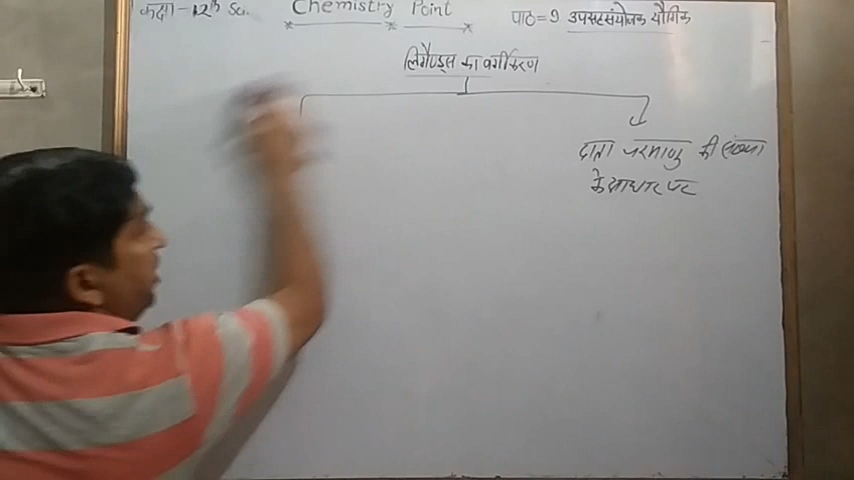 कक्षा - 12th Sc. Chemistry Point पाठ = 9 उपसहसंयोजक यौगिक
लिगैण्ड्स का वर्गीकरण
दाता परमाणु की संख्या
के आधार पर